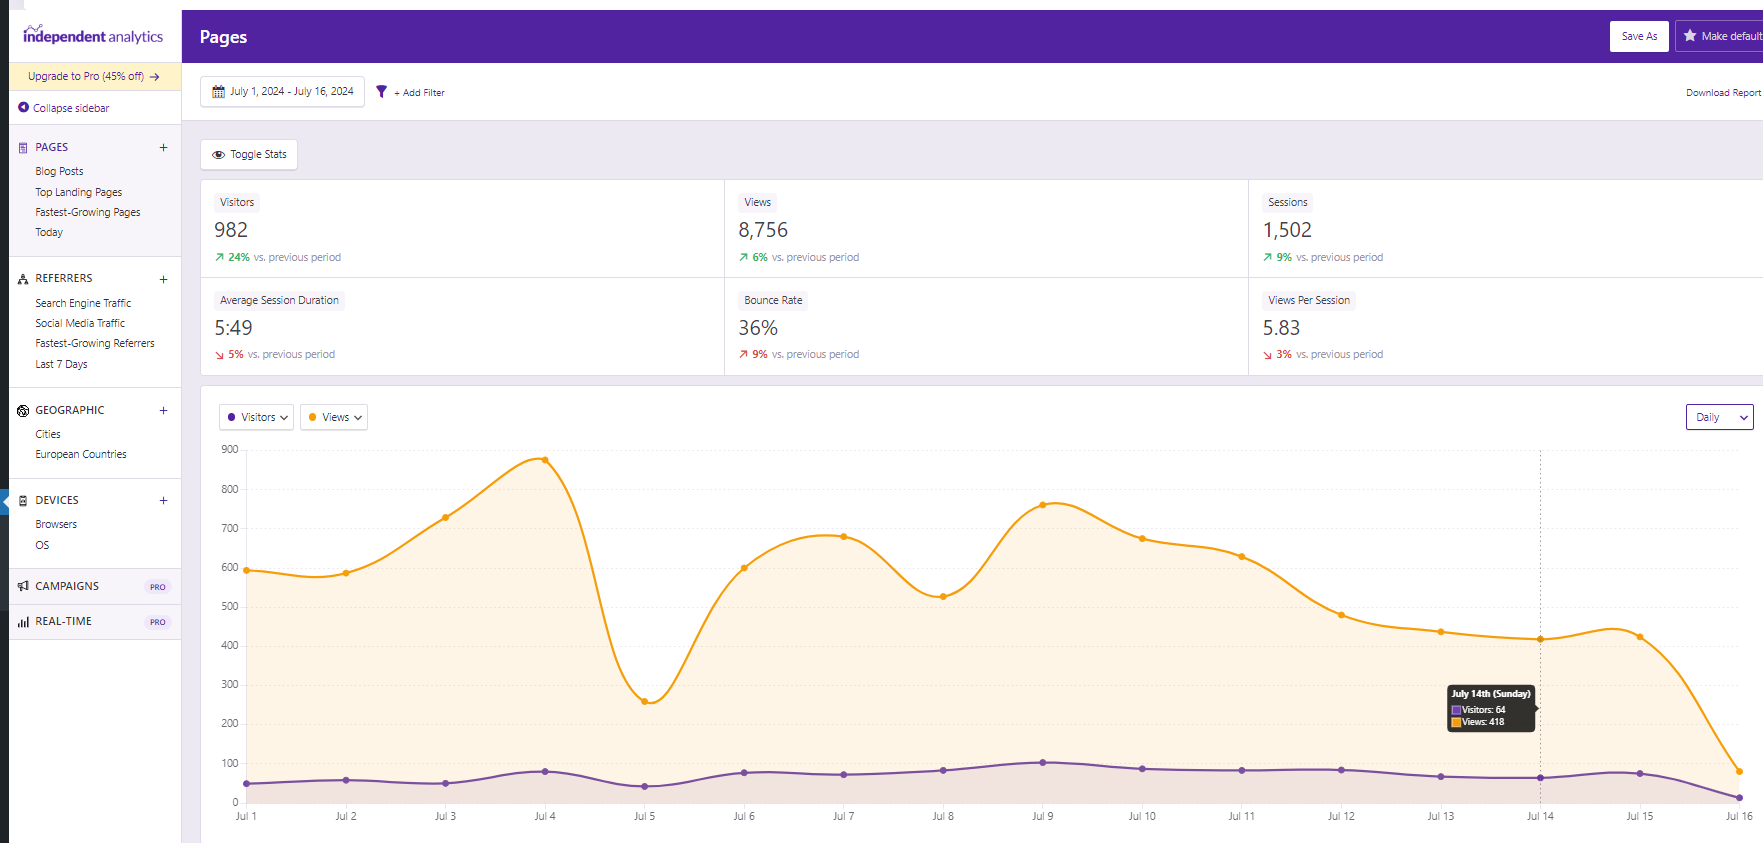 independent analytics
Upgrade to Pro (45% off) →
Collapse sidebar
PAGES +
Blog Posts
Top Landing Pages
Fastest-Growing Pages
Today
REFERRERS +
Search Engine Traffic
Social Media Traffic
Fastest-Growing Referrers
Last 7 Days
GEOGRAPHIC +
Cities
European Countries
DEVICES +
Browsers
OS
CAMPAIGNS PRO
REAL-TIME PRO
Pages
Save As
Make default
July 1, 2024 - July 16, 2024
+ Add Filter
Download Report
Toggle Stats
Visitors
982
24% vs. previous period
Views
8,756
6% vs. previous period
Sessions
1,502
9% vs. previous period
Average Session Duration
5:49
5% vs. previous period
Bounce Rate
36%
9% vs. previous period
Views Per Session
5.83
3% vs. previous period
Visitors
Views
Daily
900
800
700
600
500
400
300
200
100
0
July 14th (Sunday)
Visitors: 64
Views: 418
Jul 1 Jul 2 Jul 3 Jul 4 Jul 5 Jul 6 Jul 7 Jul 8 Jul 9 Jul 10 Jul 11 Jul 12 Jul 13 Jul 14 Jul 15 Jul 16